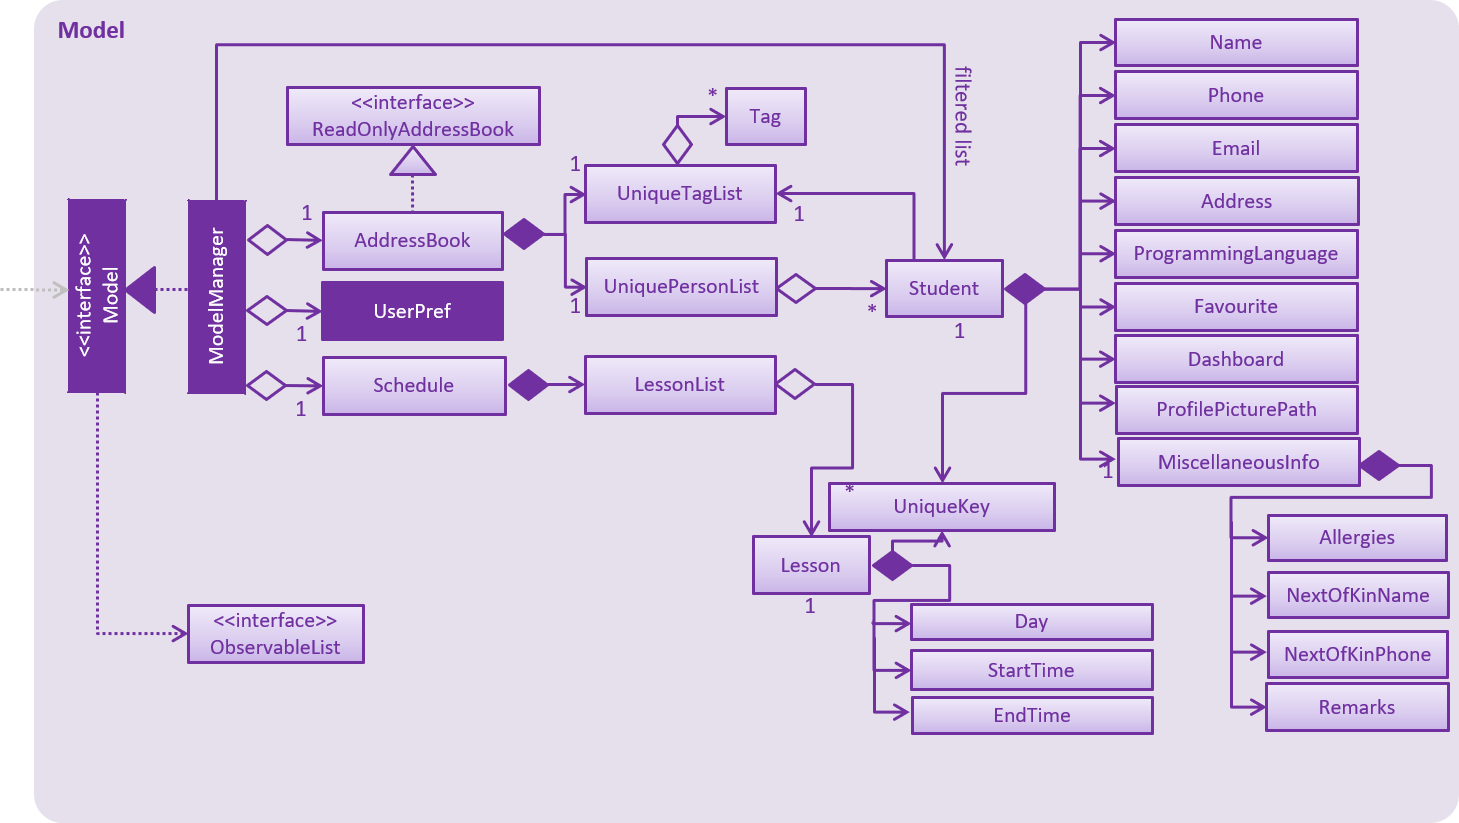 Model
<<interface>>
Model
ModelManager
<<interface>>
ReadOnlyAddressBook
1
AddressBook
1
UserPref
1
Schedule
<<interface>>
ObservableList
*
Tag
1
UniqueTagList
1
1
UniquePersonList
*
filtered list
Student
1
LessonList
*
UniqueKey
Lesson
1
Day
StartTime
EndTime
Name
Phone
Email
Address
ProgrammingLanguage
Favourite
Dashboard
ProfilePicturePath
1
MiscellaneousInfo
Allergies
NextOfKinName
NextOfKinPhone
Remarks